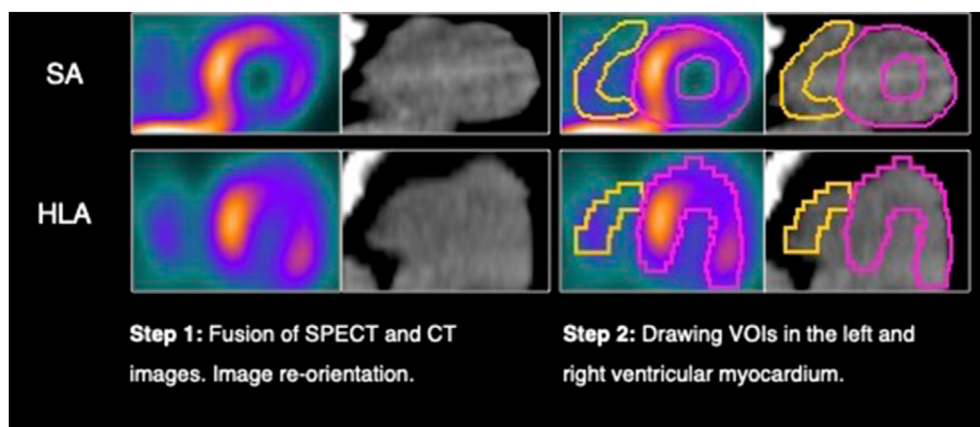 SA
HLA
Step 1: Fusion of SPECT and CT
images. Image re-orientation.
Step 2: Drawing VOIs in the left and
right ventricular myocardium.